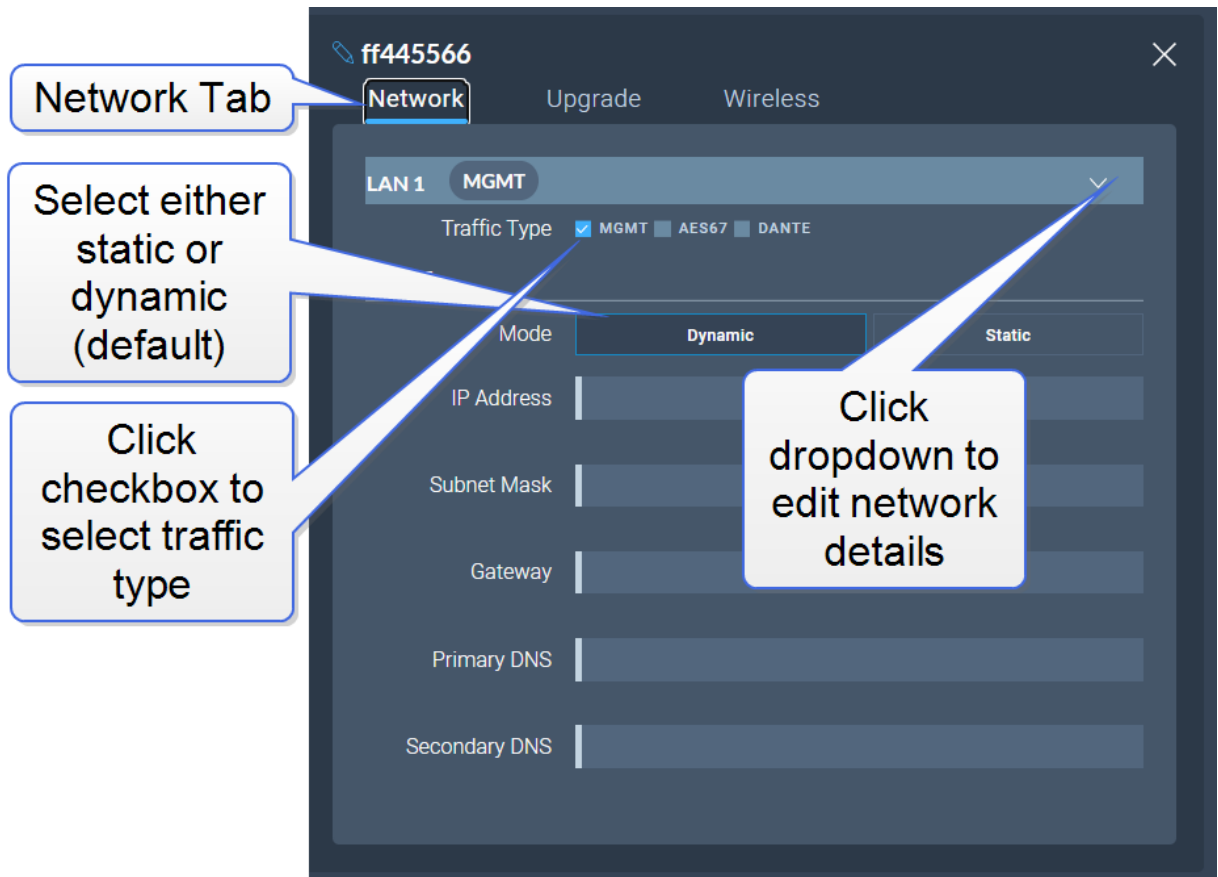 ff445566
Network Tab
Network Upgrade Wireless
LAN 1 MGMT
Select either
static or
dynamic
(default)
Traffic Type MGMT AES67 DANTE
Mode Dynamic Static
IP Address
Click
dropdown to
edit network
details
Click
checkbox to
select traffic
type
Subnet Mask
Gateway
Primary DNS
Secondary DNS